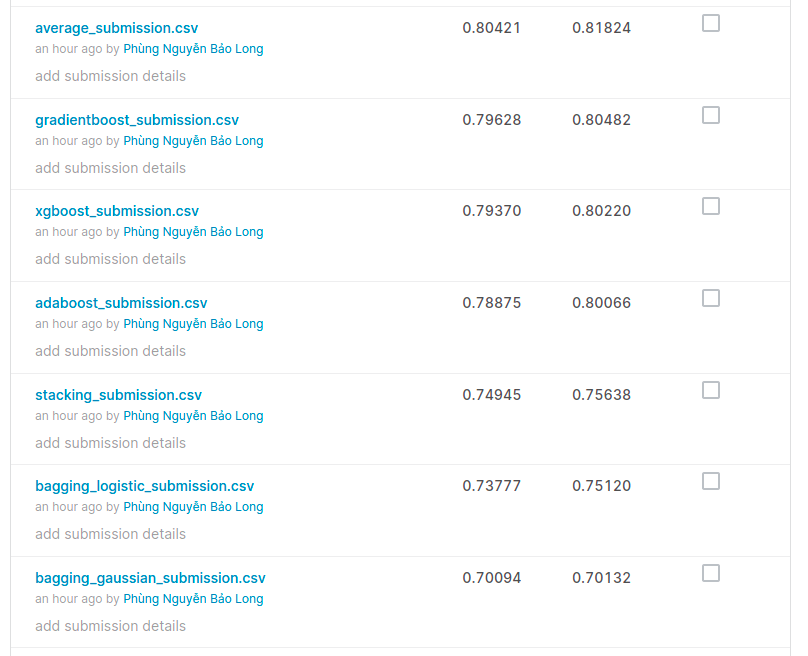 average_submission.csv 0.80421 0.81824
an hour ago by Phùng Nguyễn Bảo Long
add submission details
gradientboost_submission.csv 0.79628 0.80482
an hour ago by Phùng Nguyễn Bảo Long
add submission details
xgboost_submission.csv 0.79370 0.80220
an hour ago by Phùng Nguyễn Bảo Long
add submission details
adaboost_submission.csv 0.78875 0.80066
an hour ago by Phùng Nguyễn Bảo Long
add submission details
stacking_submission.csv 0.74945 0.75638
an hour ago by Phùng Nguyễn Bảo Long
add submission details
bagging_logistic_submission.csv 0.73777 0.75120
an hour ago by Phùng Nguyễn Bảo Long
add submission details
bagging_gaussian_submission.csv 0.70094 0.70132
an hour ago by Phùng Nguyễn Bảo Long
add submission details